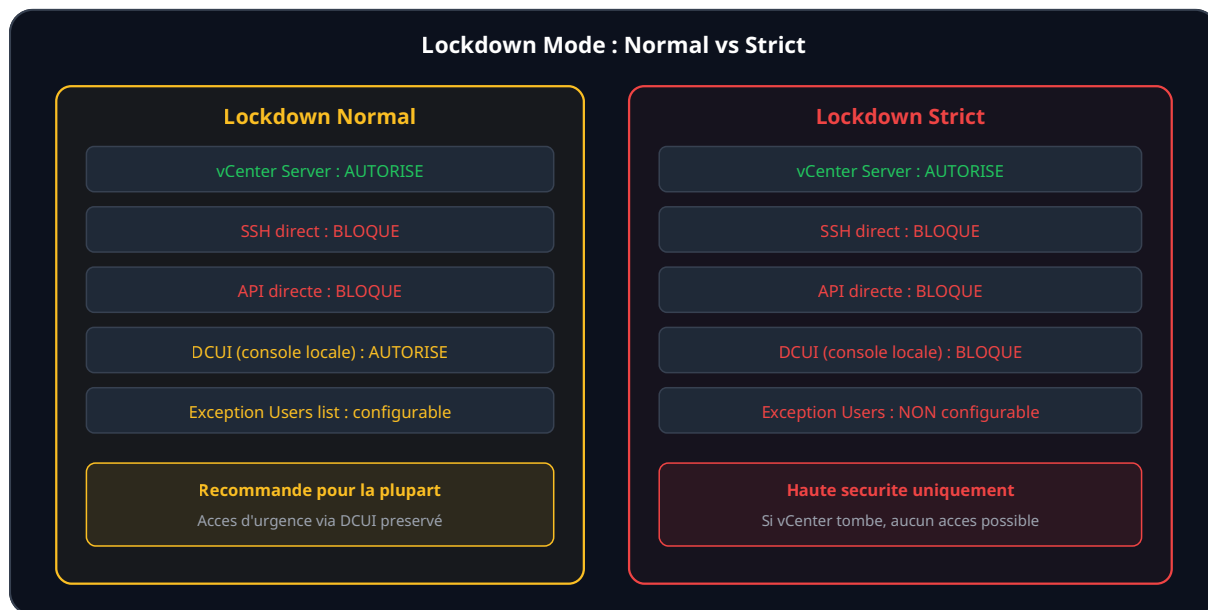 Lockdown Mode : Normal vs Strict
Lockdown Normal
vCenter Server : AUTORISE
SSH direct : BLOQUE
API directe : BLOQUE
DCUI (console locale) : AUTORISE
Exception Users list : configurable
Recommande pour la plupart
Acces d'urgence via DCUI preservé
Lockdown Strict
vCenter Server : AUTORISE
SSH direct : BLOQUE
API directe : BLOQUE
DCUI (console locale) : BLOQUE
Exception Users : NON configurable
Haute securite uniquement
Si vCenter tombe, aucun acces possible